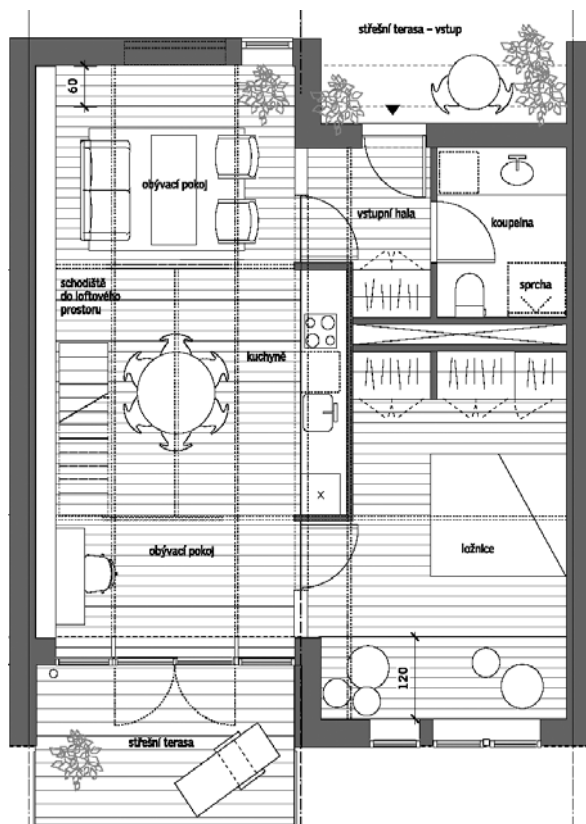 střešní terasa – vstup
60
obývací pokoj
vstupní hala
koupelna
sprcha
schodiště
do loftového
prostoru
kuchyně
x
obývací pokoj
ložnice
120
střešní terasa